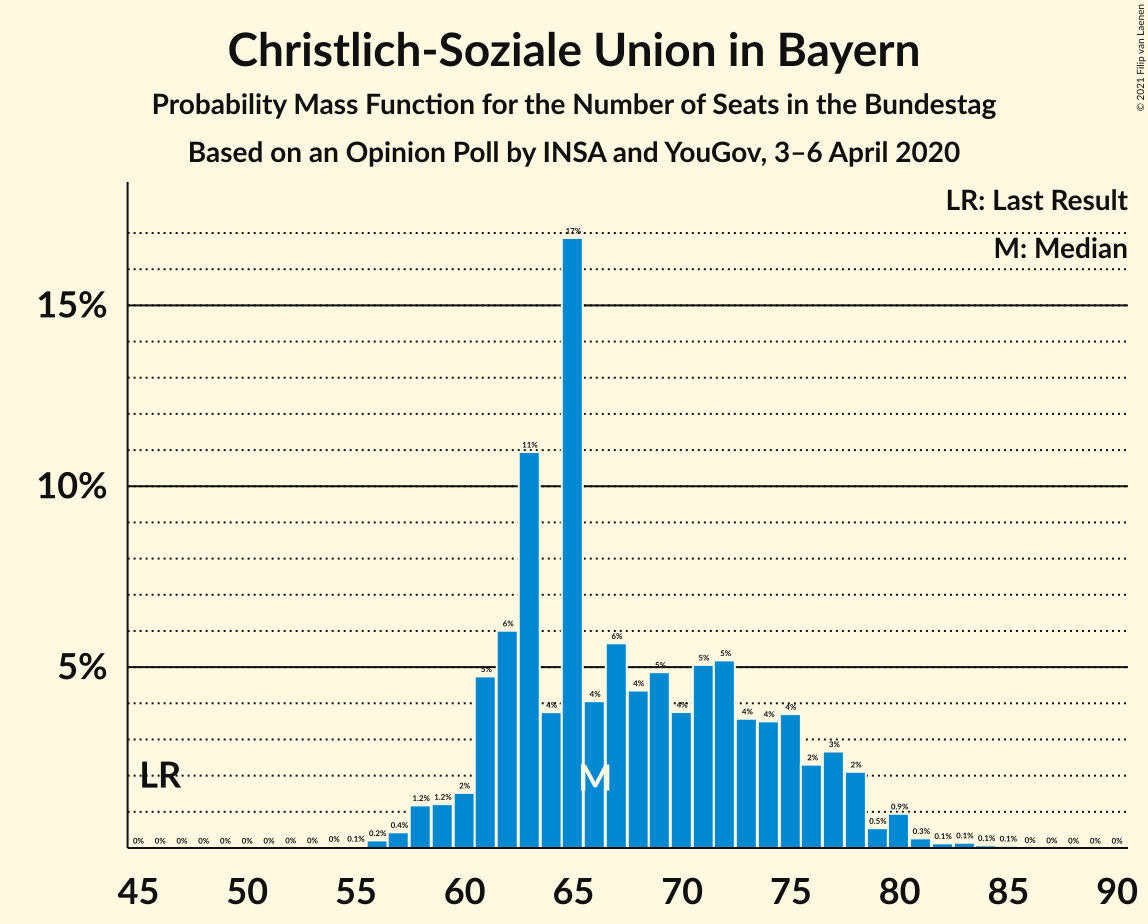 Christlich-Soziale Union in Bayern
Probability Mass Function for the Number of Seats in the Bundestag
Based on an Opinion Poll by INSA and YouGov, 3–6 April 2020
© 2021 Filip van Laenen
LR: Last Result
M: Median
15%
10%
5%
LR
M
0% 0% 0% 0% 0% 0% 0% 0% 0% 0% 0.1% 0.2% 0.4% 1.2% 1.2% 2% 5% 6% 11% 4% 17% 4% 6% 4% 5% 4% 5% 5% 4% 4% 4% 2% 3% 2% 0.5% 0.9% 0.3% 0.1% 0.1% 0.1% 0.1% 0% 0% 0% 0% 0%
45 50 55 60 65 70 75 80 85 90